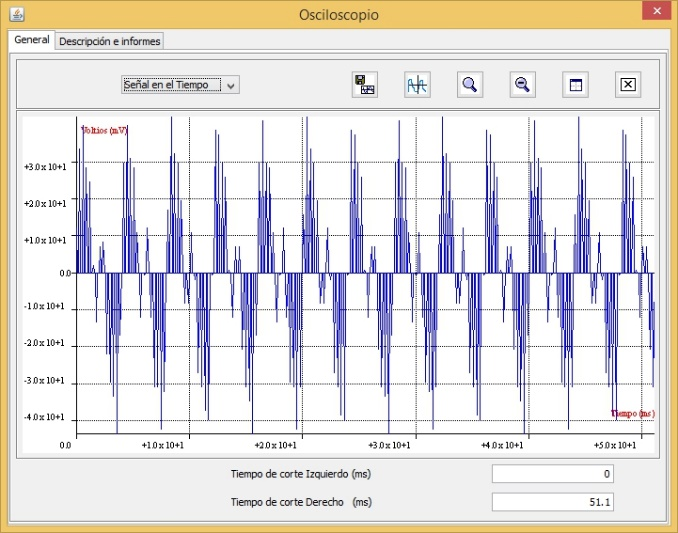 Osciloscopio
General Descripción e informes
Señal en el Tiempo
Voltios (mV)
+3.0 x 10+1
+2.0 x 10+1
+1.0 x 10+1
0.0
-1.0 x 10+1
-2.0 x 10+1
-3.0 x 10+1
-4.0 x 10+1
Tiempo (ms)
0.0 +1.0 x 10+1 +2.0 x 10+1 +3.0 x 10+1 +4.0 x 10+1 +5.0 x 10+1
Tiempo de corte Izquierdo (ms) 0
Tiempo de corte Derecho (ms) 51.1